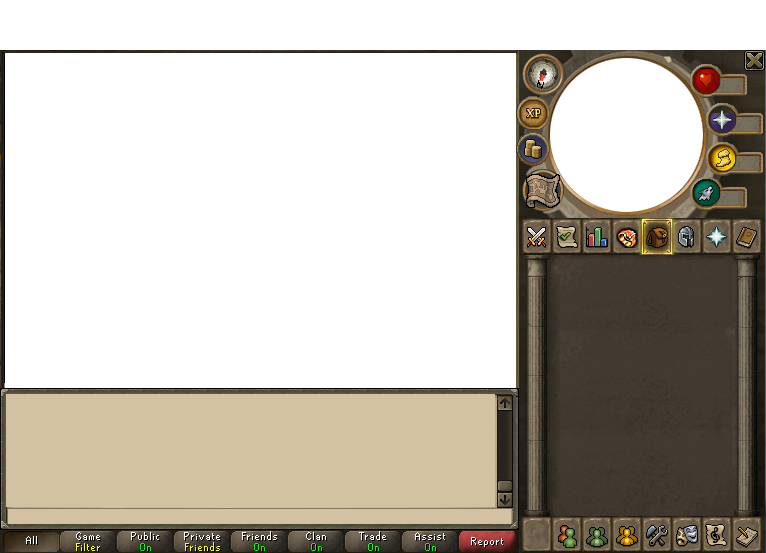 XP
All
Game
Filter
Public
On
Private
Friends
Friends
On
Clan
On
Trade
On
Assist
On
Report